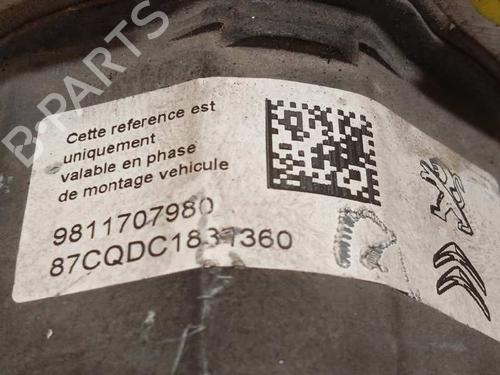 B-PARTS
Cette reference est
uniquement
valable en phase
de montage vehicule
9811707980
87CQDC1831360